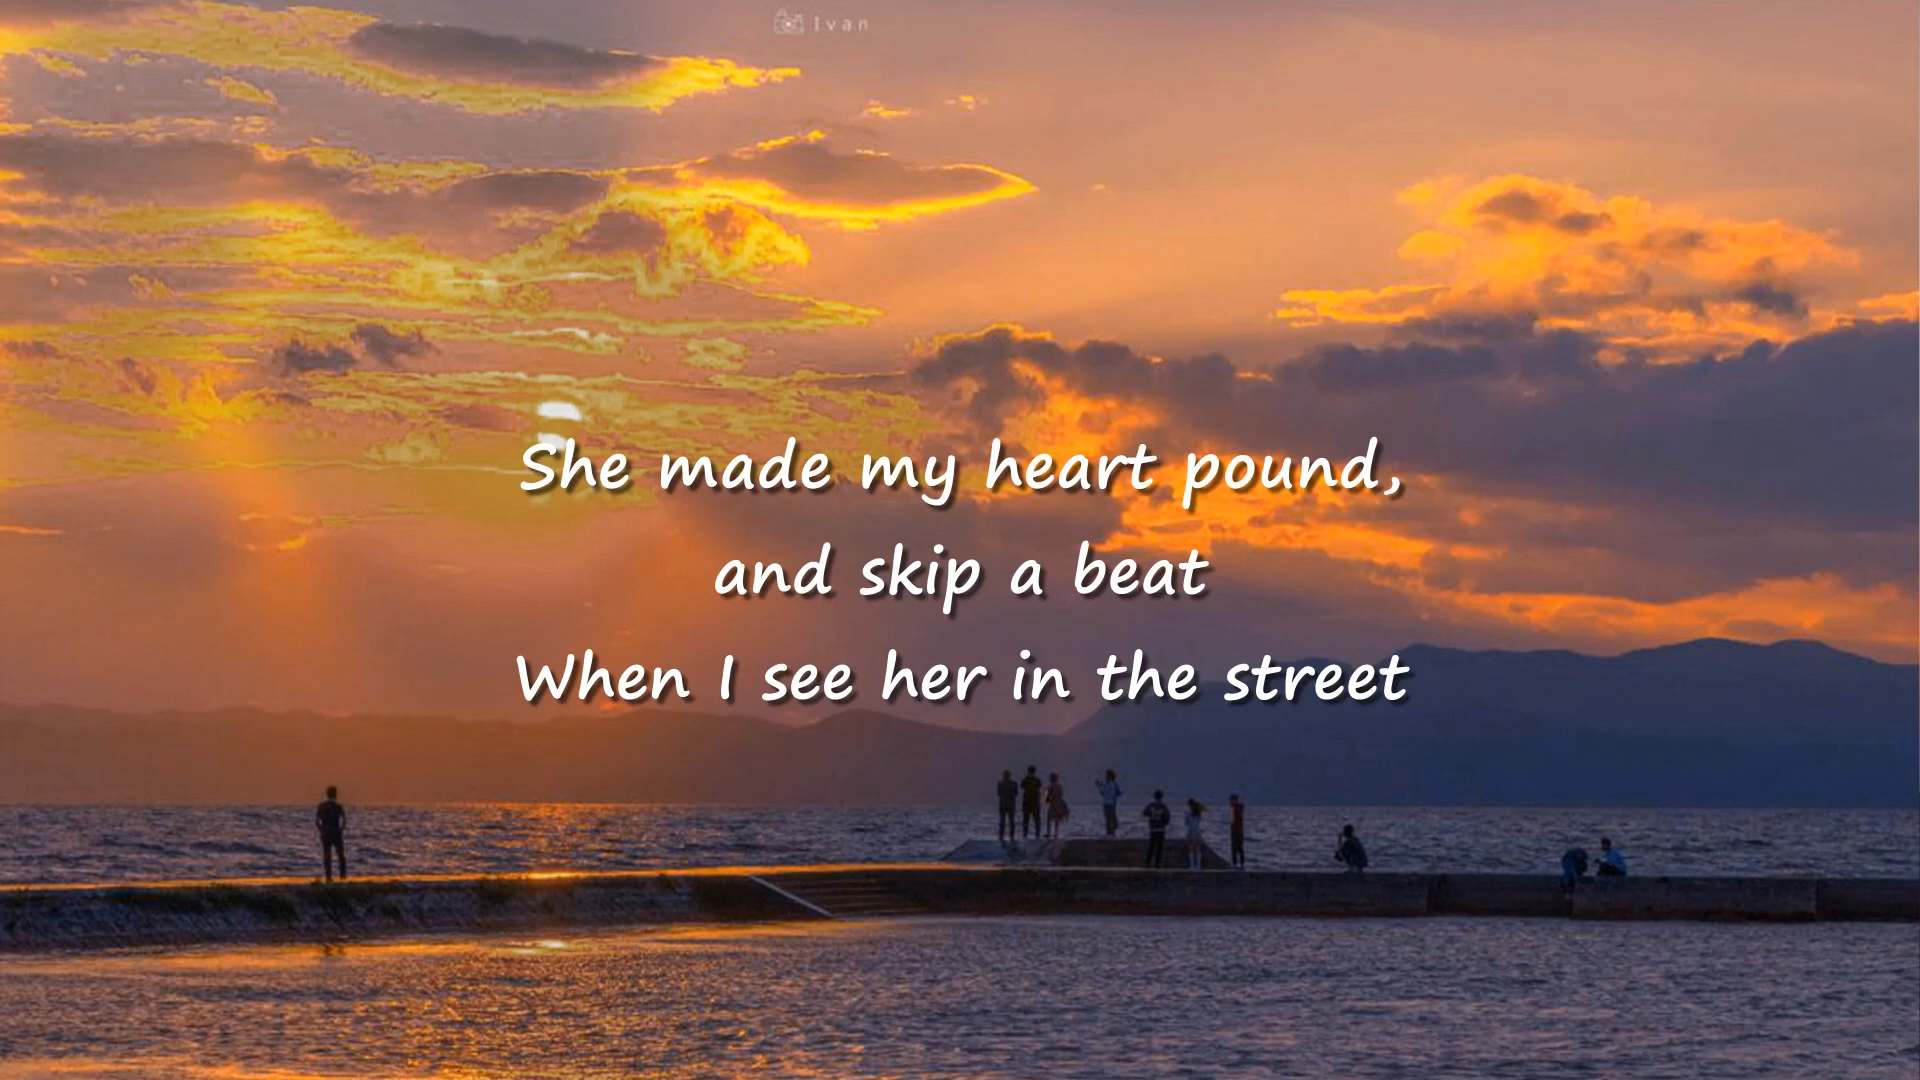 Ivan
She made my heart pound,
and skip a beat
When I see her in the street